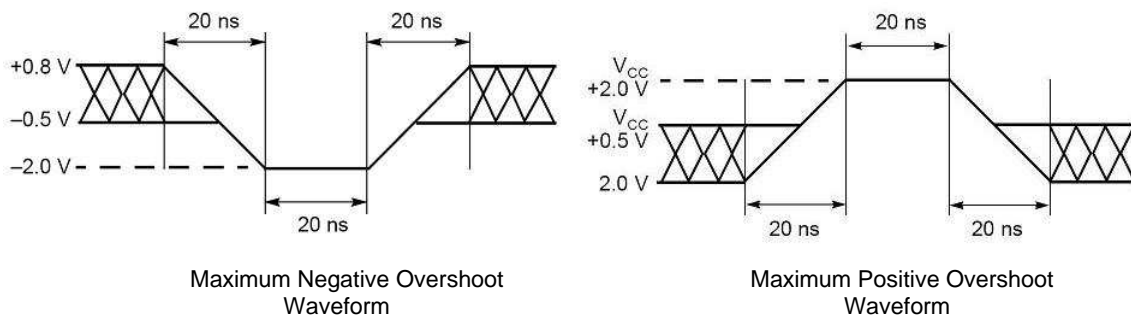 20 ns
20 ns
+0.8 V
–0.5 V
–2.0 V
20 ns
Maximum Negative Overshoot
Waveform
20 ns
VCC
+2.0 V
VCC
+0.5 V
2.0 V
20 ns
20 ns
Maximum Positive Overshoot
Waveform